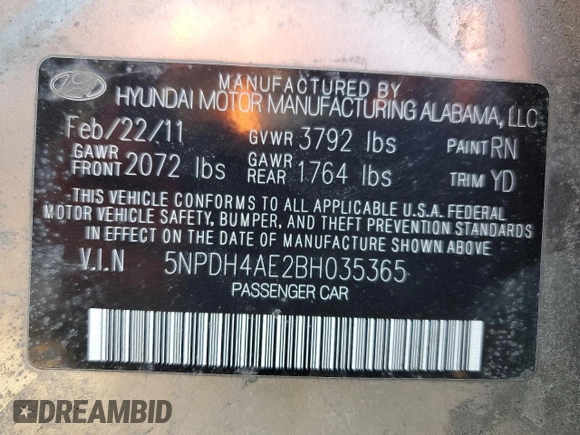 MANUFACTURED BY
HYUNDAI MOTOR MANUFACTURING ALABAMA, LLC
Feb/22/11 GVWR 3792 lbs PAINT RN
GAWR FRONT 2072 lbs GAWR REAR 1764 lbs TRIM YD
THIS VEHICLE CONFORMS TO ALL APPLICABLE U.S.A. FEDERAL
MOTOR VEHICLE SAFETY, BUMPER, AND THEFT PREVENTION STANDARDS
IN EFFECT ON THE DATE OF MANUFACTURE SHOWN ABOVE.
V.I.N 5NPDH4AE2BH035365
PASSENGER CAR
DREAMBID